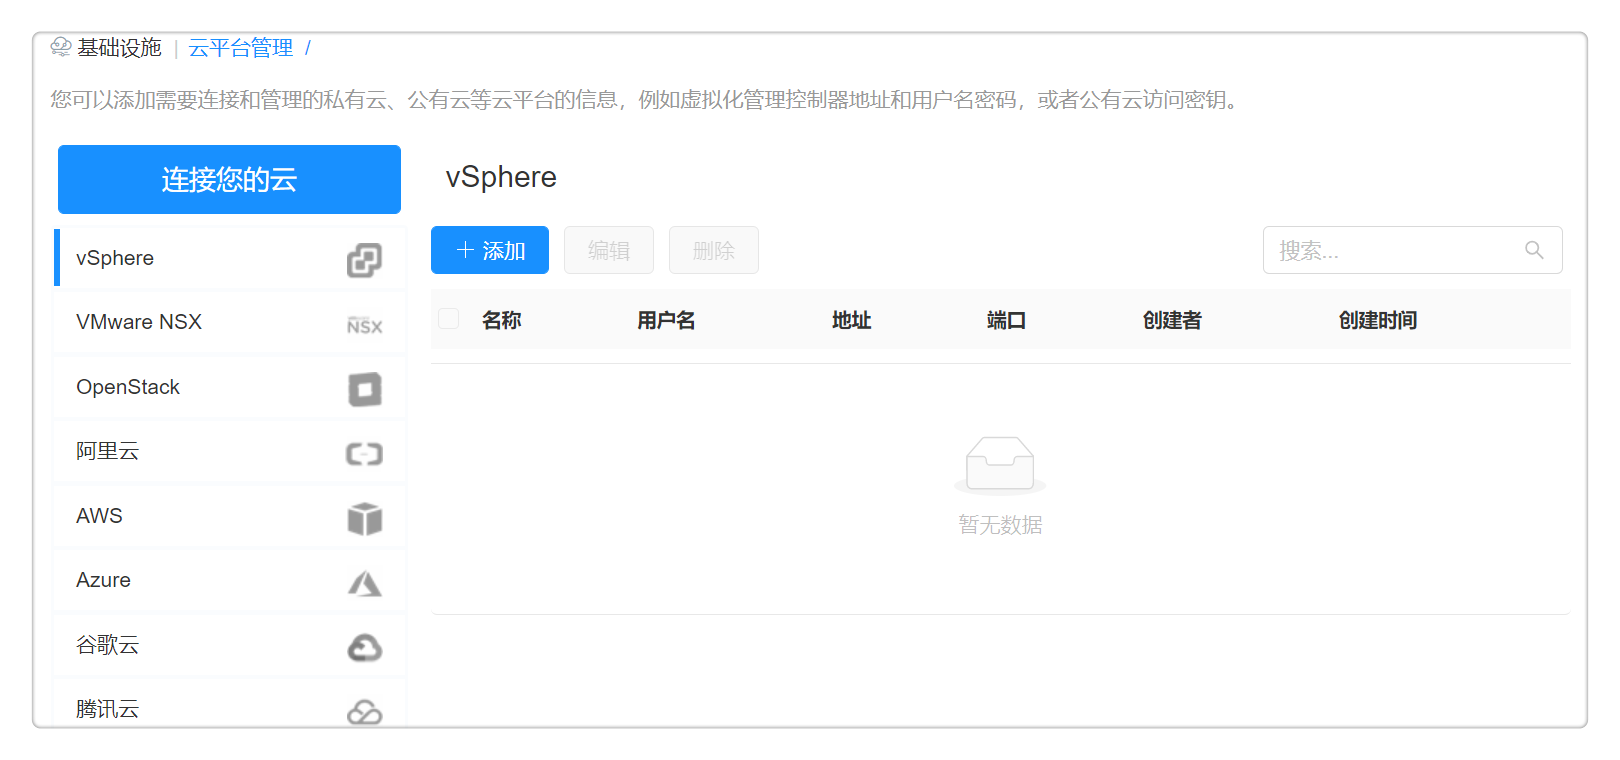 基础设施 | 云平台管理 /
您可以添加需要连接和管理的私有云、公有云等云平台的信息，例如虚拟化管理控制器地址和用户名密码，或者公有云访问密钥。
连接您的云
vSphere
VMware NSX
NSX
OpenStack
阿里云
AWS
Azure
谷歌云
腾讯云
vSphere
添加 编辑 删除 搜索...
名称 用户名 地址 端口 创建者 创建时间
暂无数据